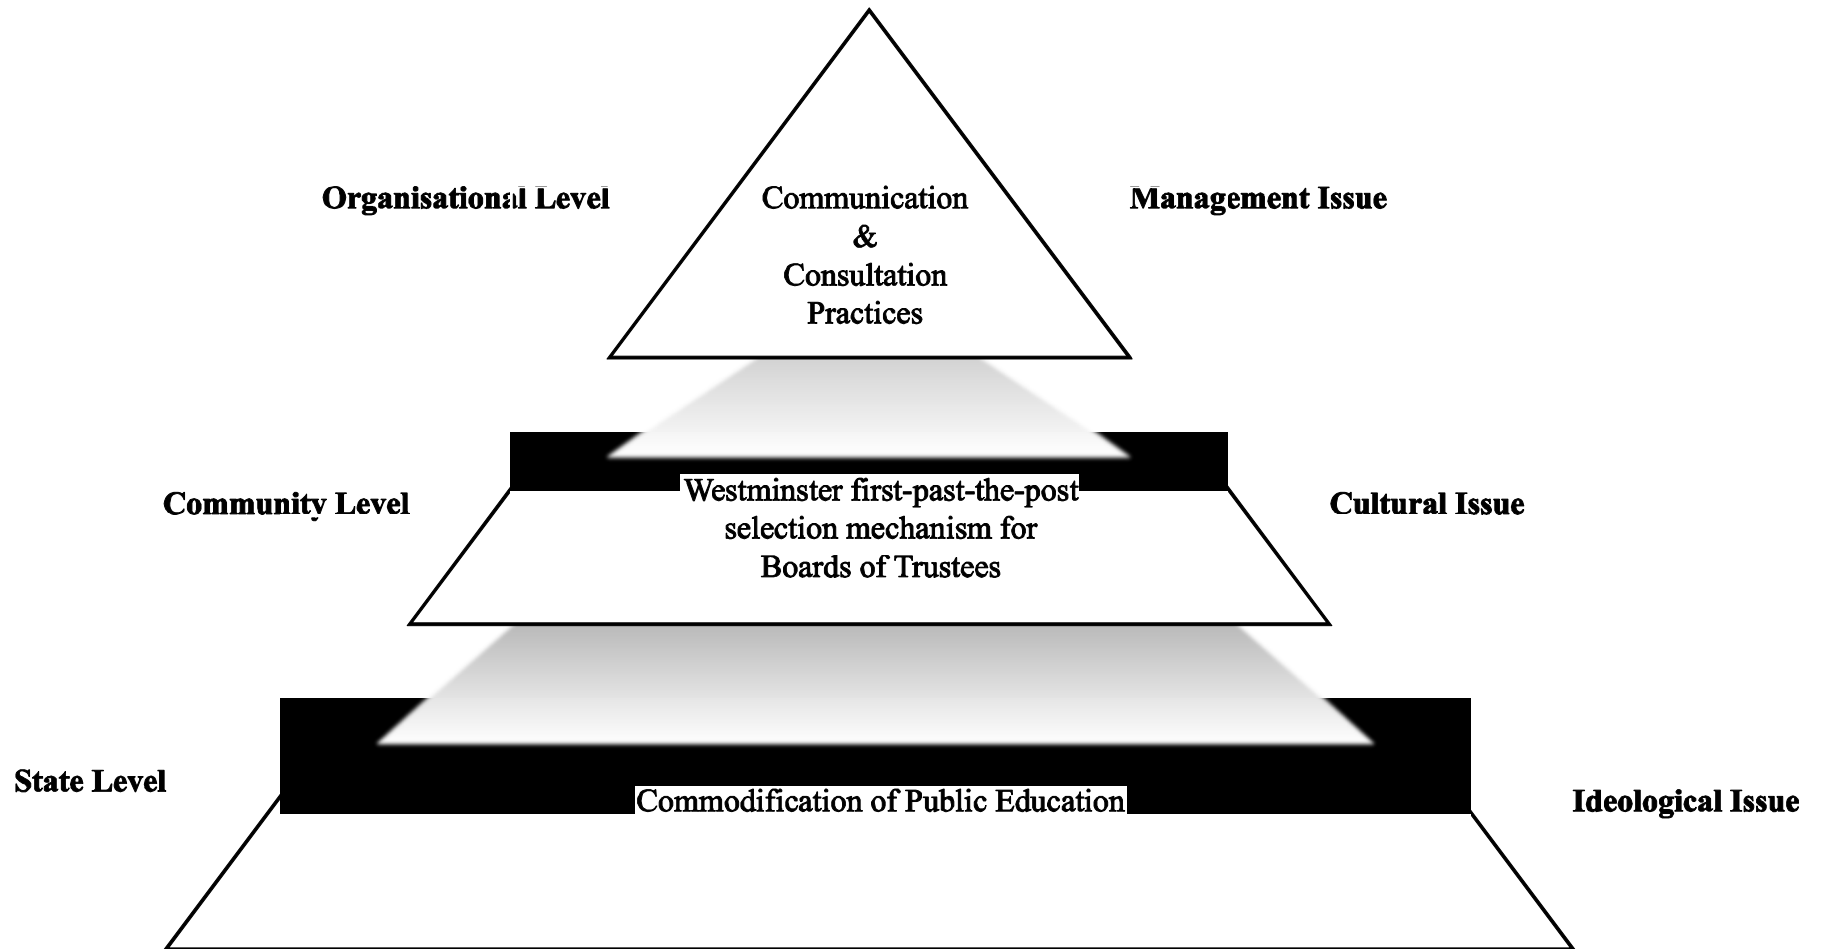 Organisational Level
Communication
&
Consultation
Practices
Management Issue
Community Level
Westminster first-past-the-post
selection mechanism for
Boards of Trustees
Cultural Issue
State Level
Commodification of Public Education
Ideological Issue